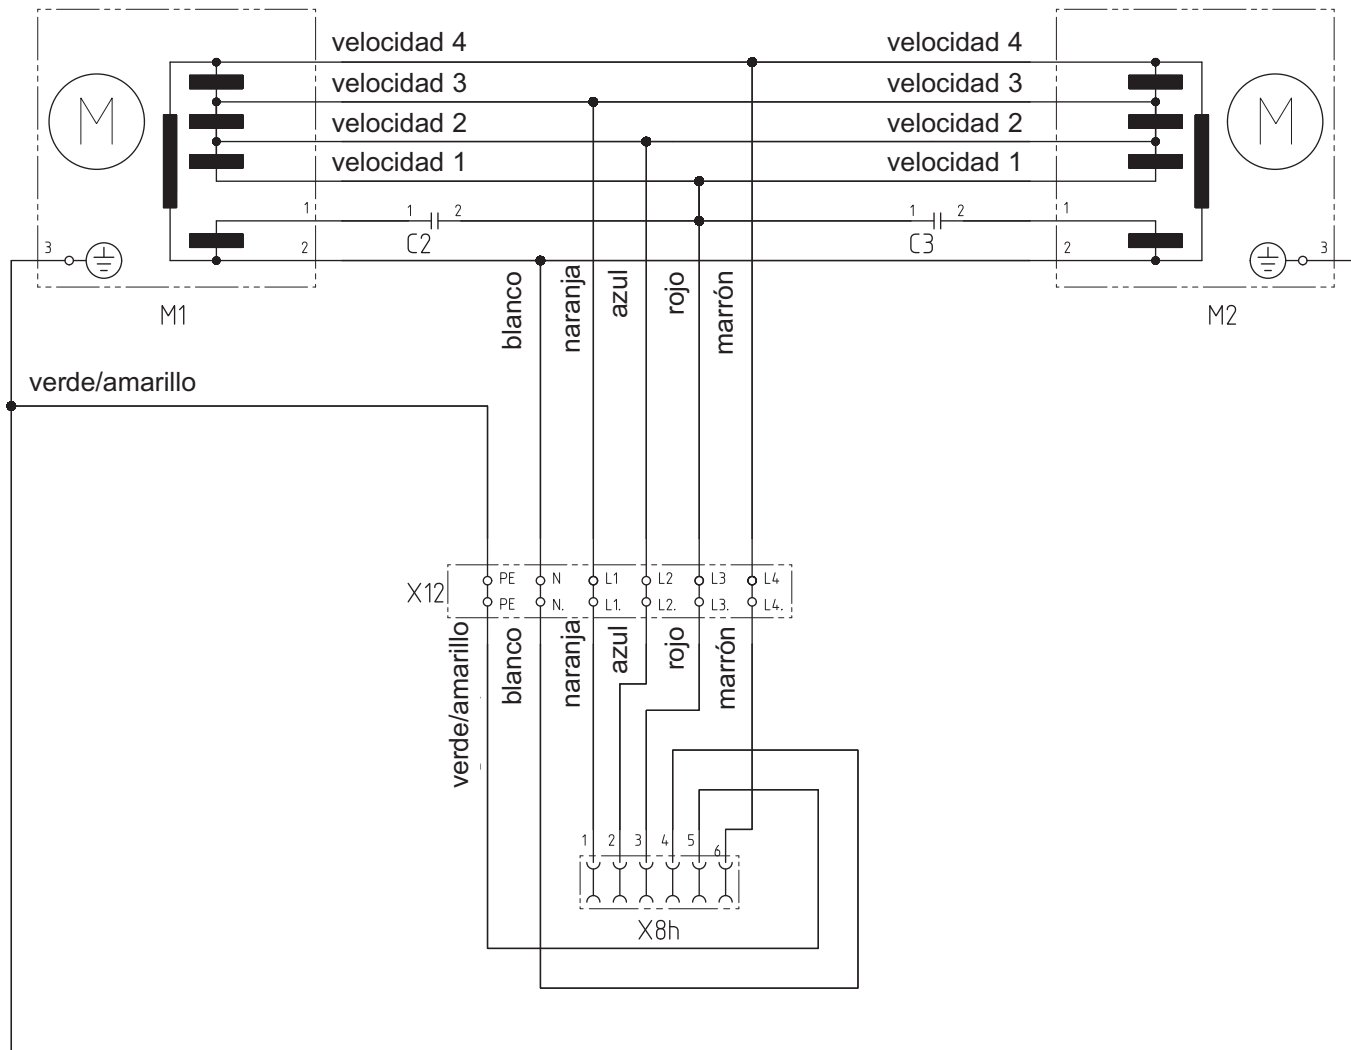 velocidad 4 velocidad 4
M velocidad 3 velocidad 3 M
velocidad 2 velocidad 2
velocidad 1 velocidad 1
1 1 2 1 2 1
C2 C3
3 2 2 3
M1 M2
blanco
naranja
azul
rojo
marrón
verde/amarillo
X12
PE N L1 L2 L3 L4
PE N. L1. L2. L3. L4.
verde/amarillo
blanco
naranja
azul
rojo
marrón
1 2 3 4 5 6
X8h